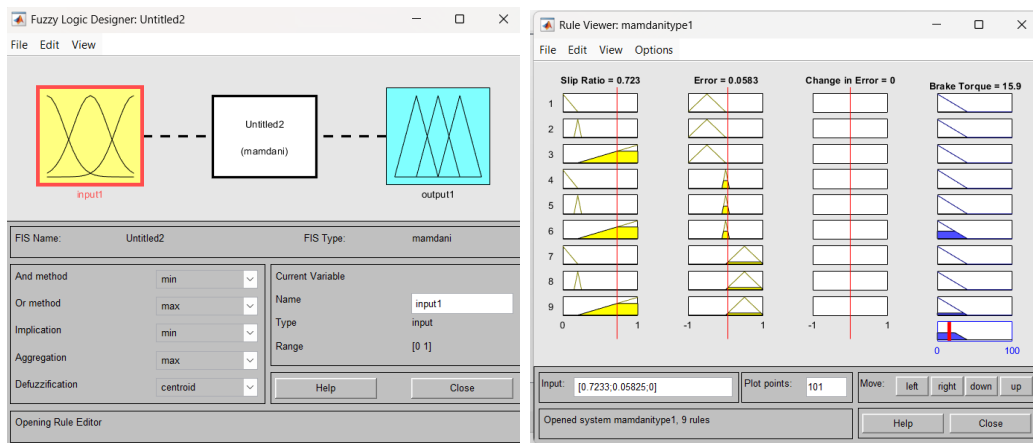 Fuzzy Logic Designer: Untitled2
File Edit View
Untitled2
(mamdani)
input1
output1
FIS Name: Untitled2 FIS Type: mamdani
And method min
Or method max
Implication min
Aggregation max
Defuzzification centroid
Current Variable
Name input1
Type input
Range [0 1]
Help Close
Opening Rule Editor
Rule Viewer: mamdanitype1
File Edit View Options
Slip Ratio = 0.723 Error = 0.0583 Change in Error = 0 Brake Torque = 15.9
1
2
3
4
5
6
7
8
9
0 1 -1 1 -1 1
0 100
Input: [0.7233;0.05825;0] Plot points: 101 Move: left right down up
Opened system mamdanitype1, 9 rules
Help Close